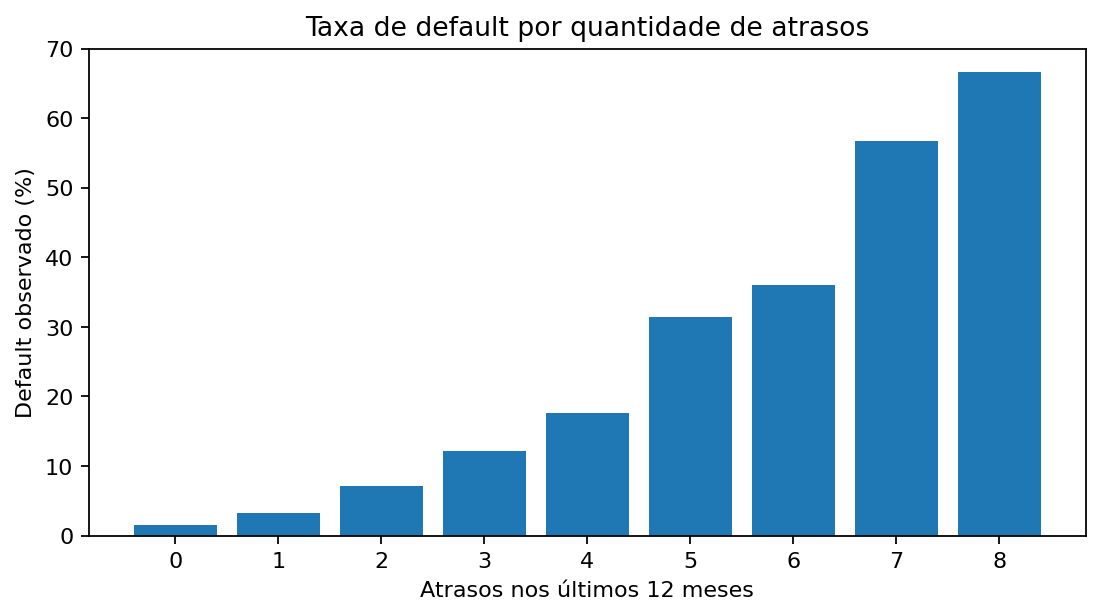 Taxa de default por quantidade de atrasos
Default observado (%)
70
60
50
40
30
20
10
0
0 1 2 3 4 5 6 7 8
Atrasos nos últimos 12 meses